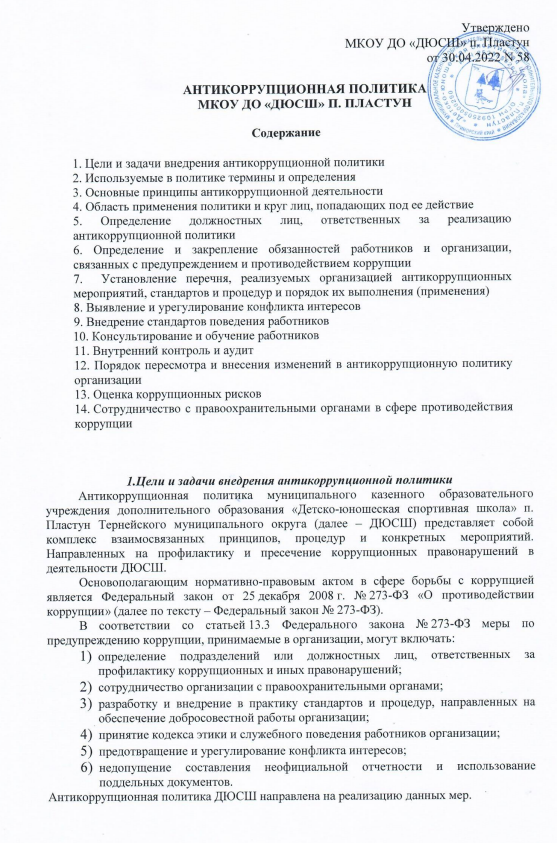 Утверждено
МКОУ ДО «ДЮСШ» п. Пластун
от 30.04.2022 N 58
АНТИКОРРУПЦИОННАЯ ПОЛИТИКА
МКОУ ДО «ДЮСШ» П. ПЛАСТУН
Содержание
1. Цели и задачи внедрения антикоррупционной политики
2. Используемые в политике термины и определения
3. Основные принципы антикоррупционной деятельности
4. Область применения политики и круг лиц, попадающих под ее действие
5. Определение должностных лиц, ответственных за реализацию
антикоррупционной политики
6. Определение и закрепление обязанностей работников и организации,
связанных с предупреждением и противодействием коррупции
7. Установление перечня, реализуемых организацией антикоррупционных
мероприятий, стандартов и процедур и порядок их выполнения (применения)
8. Выявление и урегулирование конфликта интересов
9. Внедрение стандартов поведения работников
10. Консультирование и обучение работников
11. Внутренний контроль и аудит
12. Порядок пересмотра и внесения изменений в антикоррупционную политику
организации
13. Оценка коррупционных рисков
14. Сотрудничество с правоохранительными органами в сфере противодействия
коррупции
1.Цели и задачи внедрения антикоррупционной политики
Антикоррупционная политика муниципального казенного образовательного
учреждения дополнительного образования «Детско-юношеская спортивная школа» п.
Пластун Тернейского муниципального округа (далее – ДЮСШ) представляет собой
комплекс взаимосвязанных принципов, процедур и конкретных мероприятий.
Направленных на профилактику и пресечение коррупционных правонарушений в
деятельности ДЮСШ.
Основополагающим нормативно-правовым актом в сфере борьбы с коррупцией
является Федеральный закон от 25 декабря 2008 г. № 273-ФЗ «О противодействии
коррупции» (далее по тексту – Федеральный закон № 273-ФЗ).
В соответствии со статьей 13.3 Федерального закона № 273-ФЗ меры по
предупреждению коррупции, принимаемые в организации, могут включать:
1) определение подразделений или должностных лиц, ответственных за
профилактику коррупционных и иных правонарушений;
2) сотрудничество организации с правоохранительными органами;
3) разработку и внедрение в практику стандартов и процедур, направленных на
обеспечение добросовестной работы организации;
4) принятие кодекса этики и служебного поведения работников организации;
5) предотвращение и урегулирование конфликта интересов;
6) недопущение составления неофициальной отчетности и использование
поддельных документов.
Антикоррупционная политика ДЮСШ направлена на реализацию данных мер.